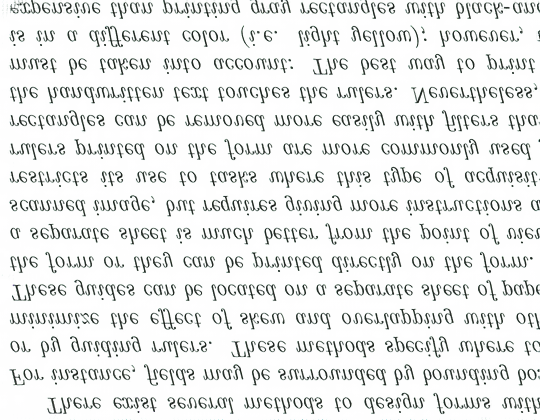 There exist several methods to design forms with
For instance, fields may be surrounded by bounding bo
or by guiding rulers. These methods specify where to
minimize the effect of skew and overlapping with oth
These guides can be located on a separate sheet of pape
the form or they can be printed directly on the form.
a separate sheet is much better from the point of vie
scanned image, but requires giving more instructions a
restricts its use to tasks where this type of acquisit
rulers printed on the form are more commonly used
rectangles can be removed more easily with filters tha
the handwritten text touches the rulers. Nevertheless,
must be taken into account: The best way to print
is in a different color (i.e. light yellow); however,
expensive than printing gray rectangles with black-and